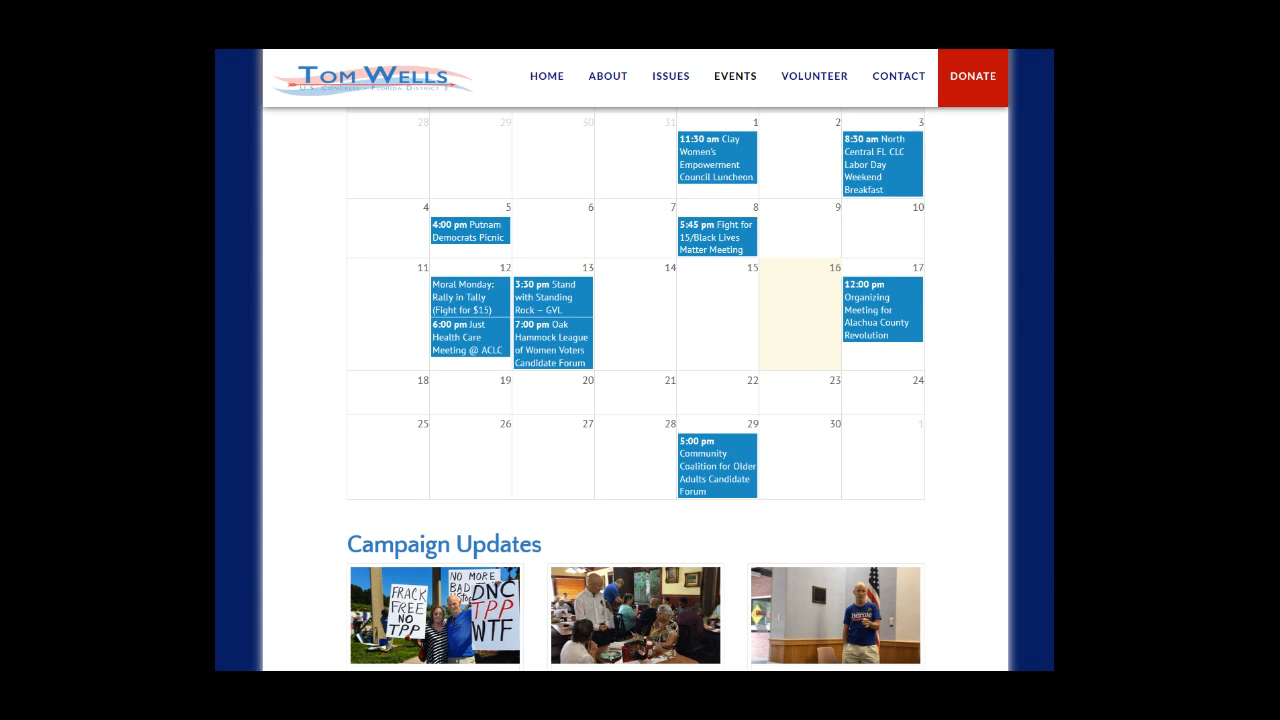 TOM WELLS
U.S. CONGRESS - FLORIDA DISTRICT 3
HOME ABOUT ISSUES EVENTS VOLUNTEER CONTACT DONATE
28 29 30 31 1 2 3
11:30 am Clay
Women's
Empowerment
Council Luncheon
8:30 am North
Central FL CLC
Labor Day
Weekend
Breakfast
4 5 6 7 8 9 10
4:00 pm Putnam
Democrats Picnic
5:45 pm Fight for
15/Black Lives
Matter Meeting
11 12 13 14 15 16 17
Moral Monday:
Rally in Tally
(Fight for $15)
6:00 pm Just
Health Care
Meeting @ ACLC
3:30 pm Stand
with Standing
Rock – GVL
7:00 pm Oak
Hammock League
of Women Voters
Candidate Forum
12:00 pm
Organizing
Meeting for
Alachua County
Revolution
18 19 20 21 22 23 24
25 26 27 28 29 30 1
5:00 pm
Community
Coalition for Older
Adults Candidate
Forum
Campaign Updates
FRACK
FREE
NO
TPP
NO MORE
BAD
DNC
TPP
WTF